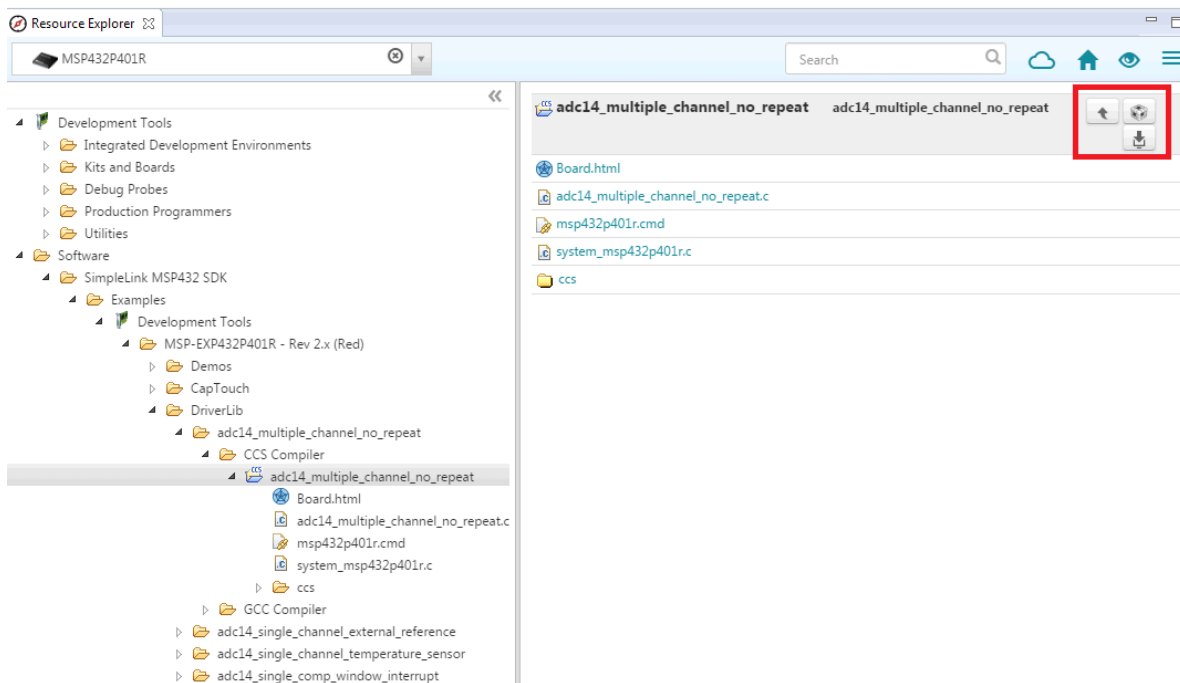 Resource Explorer
MSP432P401R
Search
Development Tools
Integrated Development Environments
Kits and Boards
Debug Probes
Production Programmers
Utilities
Software
SimpleLink MSP432 SDK
Examples
Development Tools
MSP-EXP432P401R - Rev 2.x (Red)
Demos
CapTouch
DriverLib
adc14_multiple_channel_no_repeat
CCS Compiler
adc14_multiple_channel_no_repeat
Board.html
adc14_multiple_channel_no_repeat.c
msp432p401r.cmd
system_msp432p401r.c
ccs
GCC Compiler
adc14_single_channel_external_reference
adc14_single_channel_temperature_sensor
adc14_single_comp_window_interrupt
adc14_multiple_channel_no_repeat adc14_multiple_channel_no_repeat
Board.html
adc14_multiple_channel_no_repeat.c
msp432p401r.cmd
system_msp432p401r.c
ccs